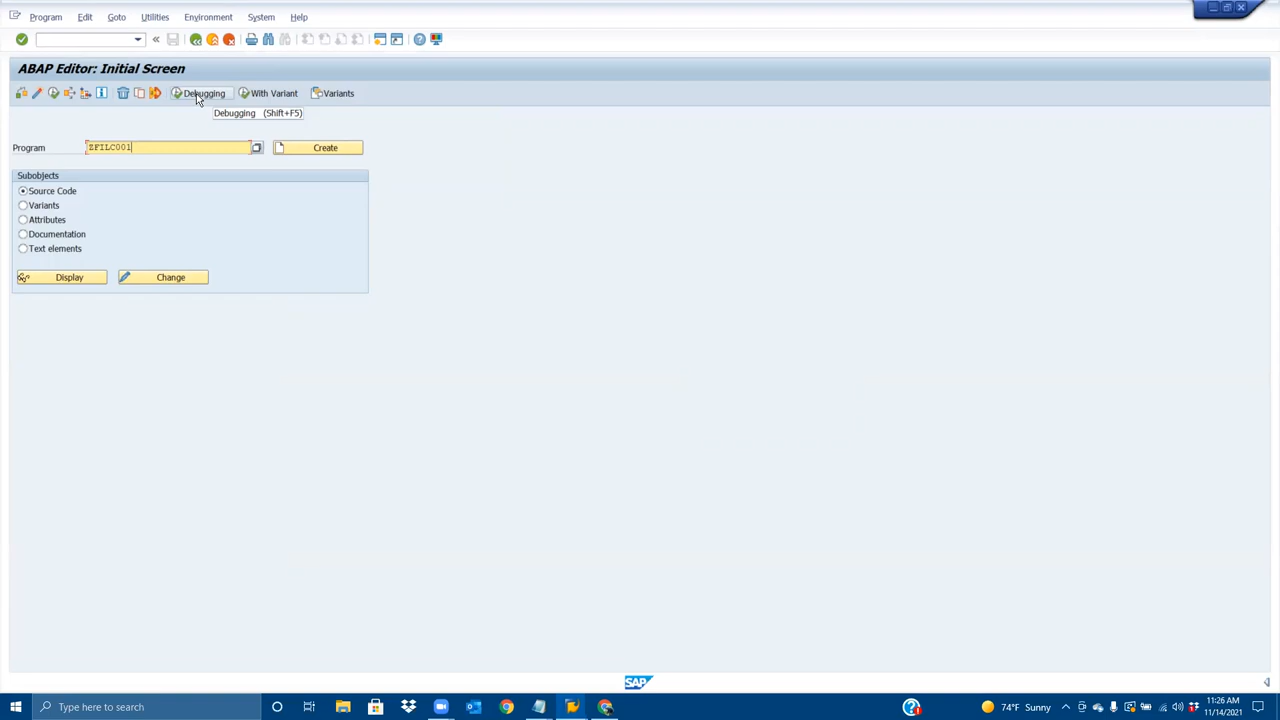 Program Edit Goto Utilities Environment System Help
ABAP Editor: Initial Screen
Debugging With Variant Variants
Debugging (Shift+F5)
Program ZFILC001 Create
Subobjects
Source Code
Variants
Attributes
Documentation
Text elements
Display Change
SAP
Type here to search
74°F Sunny
11:26 AM
11/14/2021